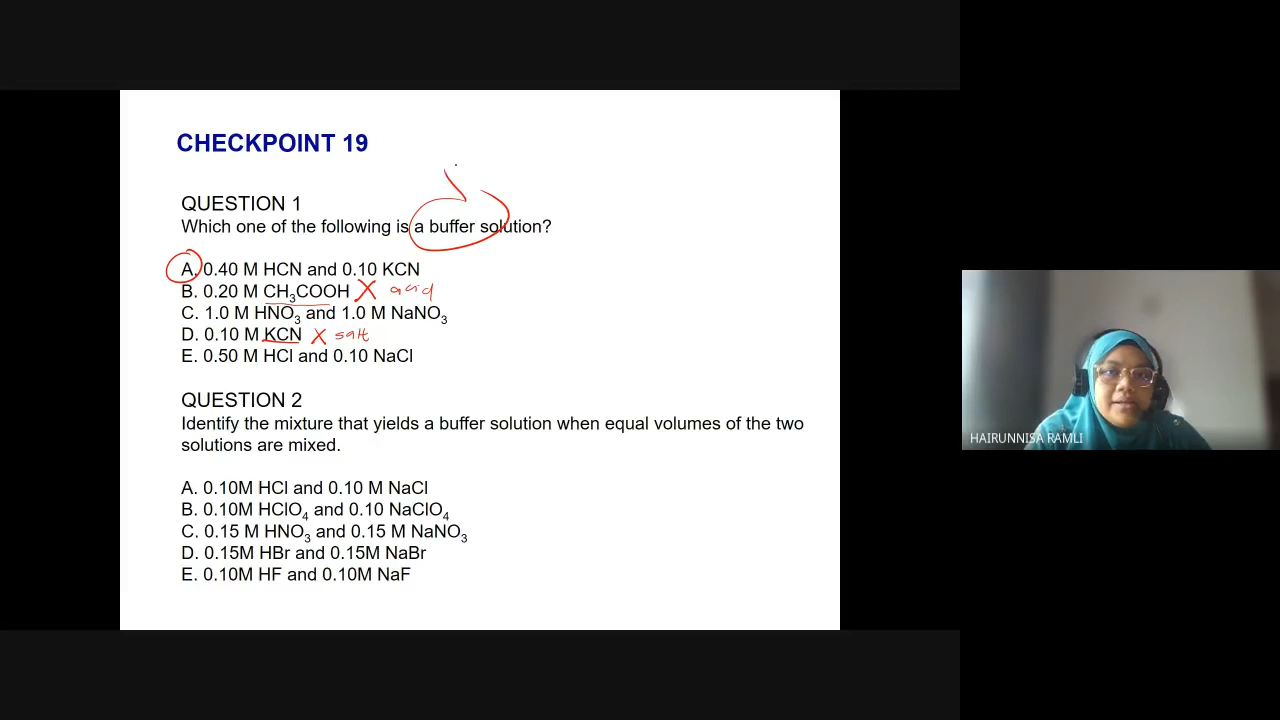 CHECKPOINT 19
QUESTION 1
Which one of the following is a buffer solution?
A. 0.40 M HCN and 0.10 KCN
B. 0.20 M CH₃COOH X acid
C. 1.0 M HNO₃ and 1.0 M NaNO₃
D. 0.10 M KCN X salt
E. 0.50 M HCl and 0.10 NaCl
QUESTION 2
Identify the mixture that yields a buffer solution when equal volumes of the two
solutions are mixed.
A. 0.10M HCl and 0.10 M NaCl
B. 0.10M HClO₄ and 0.10 NaClO₄
C. 0.15 M HNO₃ and 0.15 M NaNO₃
D. 0.15M HBr and 0.15M NaBr
E. 0.10M HF and 0.10M NaF
HAIRUNNISA RAMLI